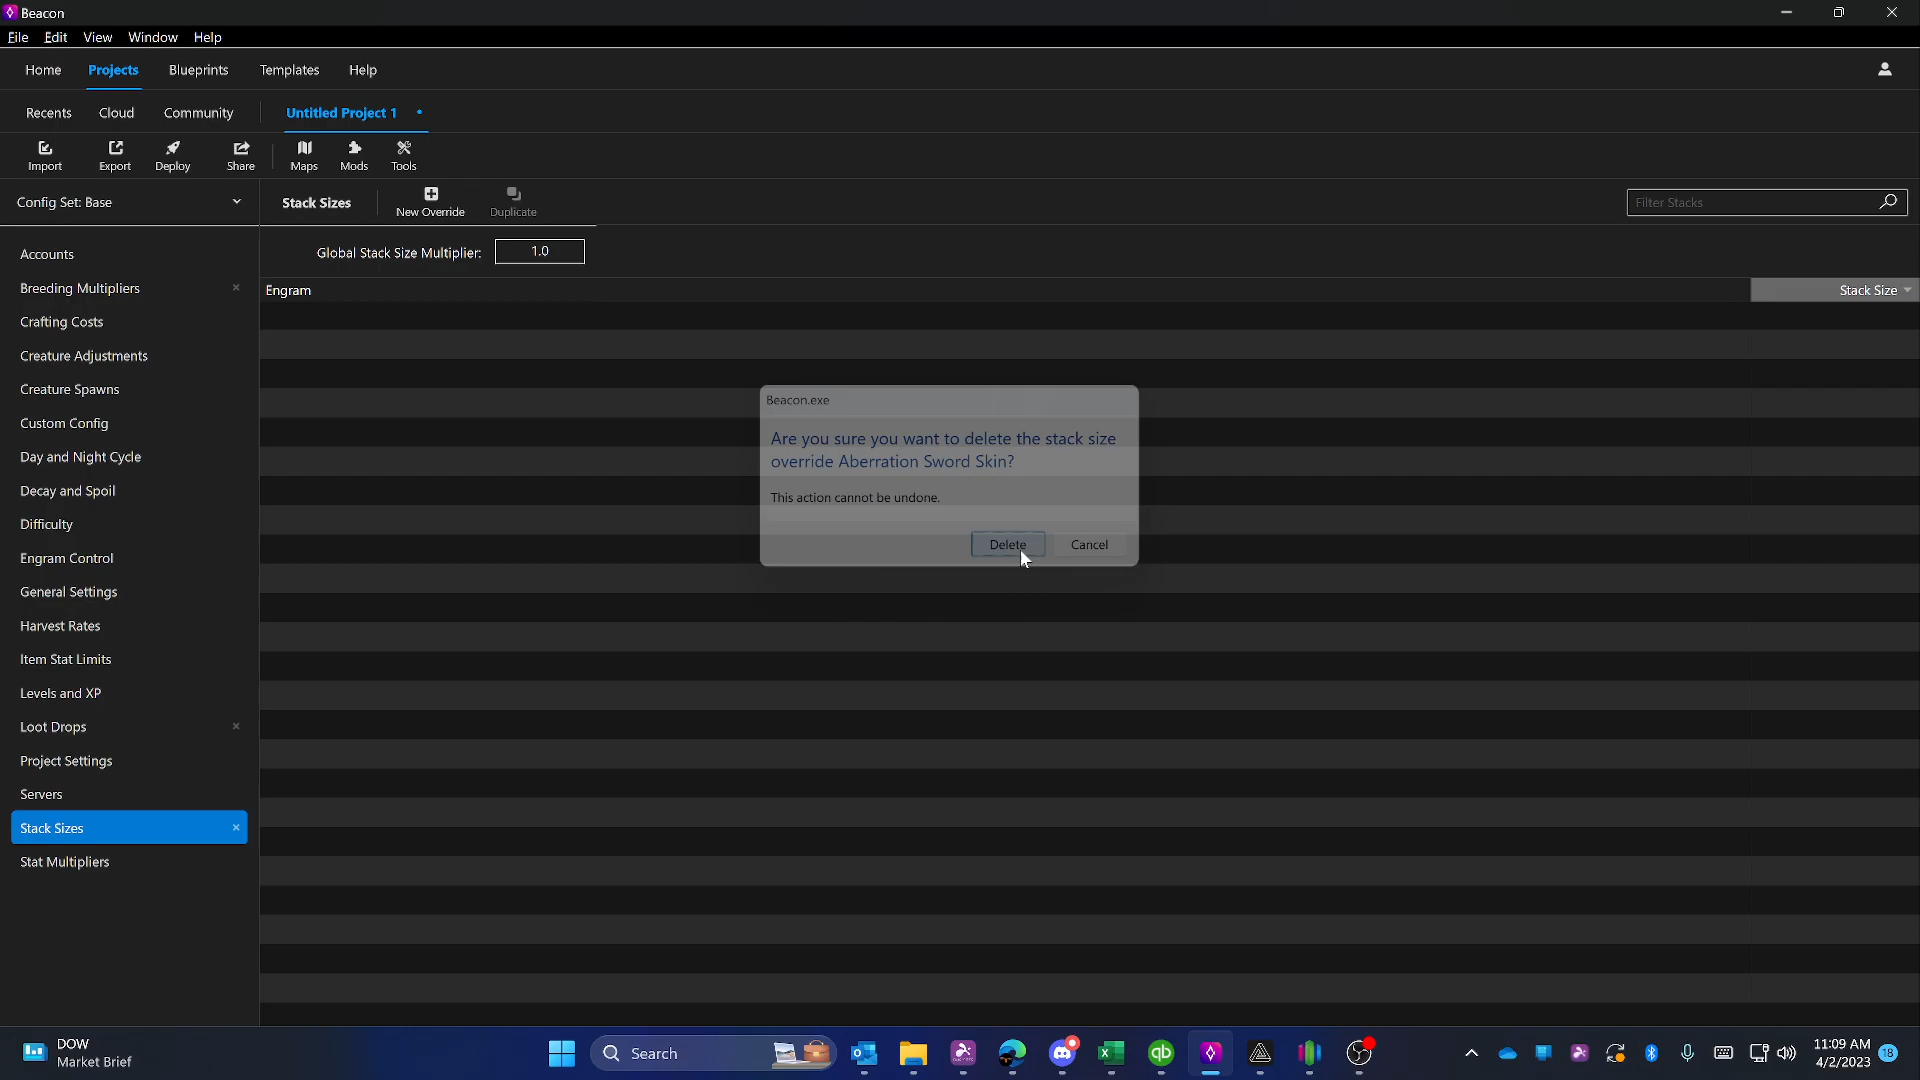 Beacon
File Edit View Window Help
Home Projects Blueprints Templates Help
Recents Cloud Community Untitled Project 1
Import Export Deploy Share Maps Mods Tools
Config Set: Base Stack Sizes New Override Duplicate Filter Stacks
Global Stack Size Multiplier: 1.0
Engram Stack Size
Accounts
Breeding Multipliers
Crafting Costs
Creature Adjustments
Creature Spawns
Custom Config
Day and Night Cycle
Decay and Spoil
Difficulty
Engram Control
General Settings
Harvest Rates
Item Stat Limits
Levels and XP
Loot Drops
Project Settings
Servers
Stack Sizes
Stat Multipliers
Beacon.exe
Are you sure you want to delete the stack size
override Aberration Sword Skin?
This action cannot be undone.
Delete Cancel
DOW
Market Brief
Search
11:09 AM
4/2/2023
18